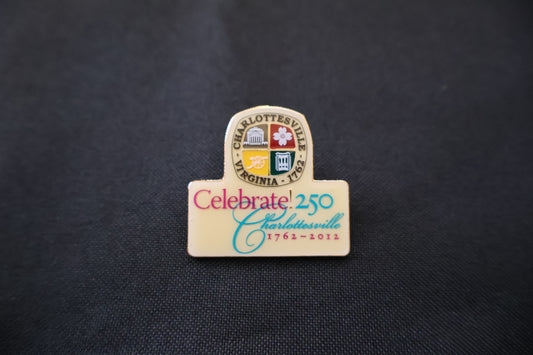 CHARLOTTESVILLE
VIRGINIA - 1762
Celebrate! 250
Charlottesville
1762-2012